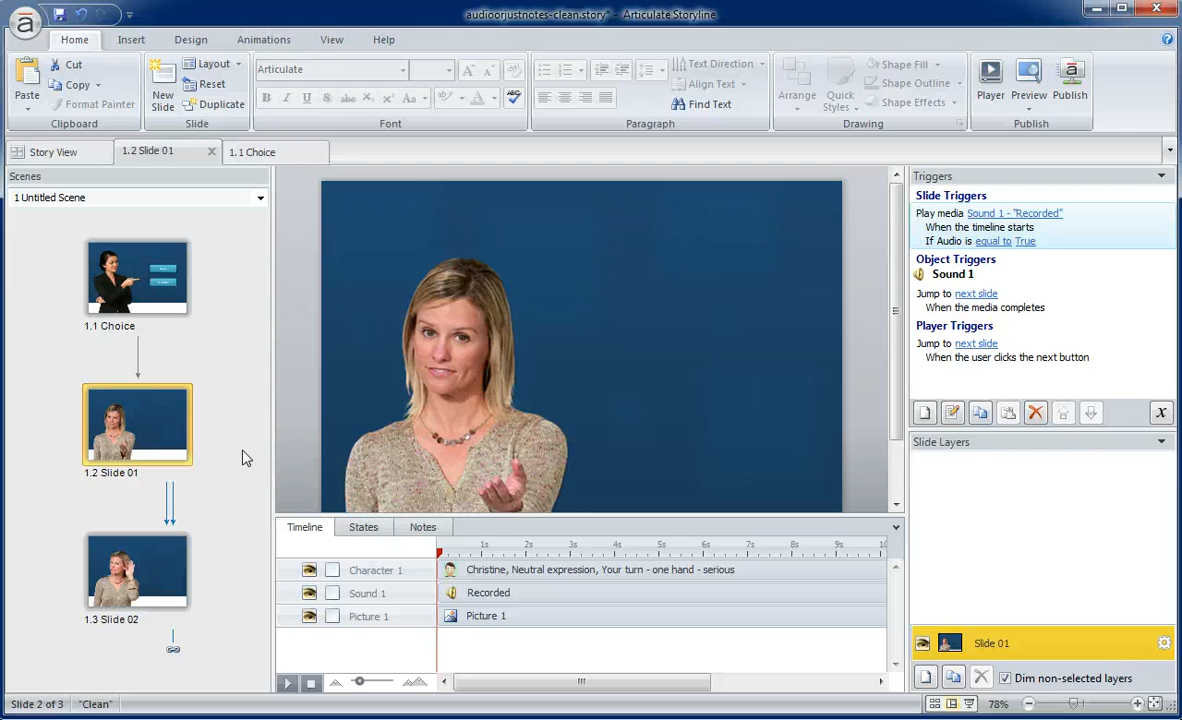 audioorjustnotes-clean.story* - Articulate Storyline
Home Insert Design Animations View Help
Paste
Cut
Copy
Format Painter
Clipboard
New Slide
Layout
Reset
Duplicate
Slide
Articulate
B I U S abc Aa A
Font
Text Direction
Align Text
Find Text
Paragraph
Arrange
Quick Styles
Shape Fill
Shape Outline
Shape Effects
Drawing
Player
Preview
Publish
Publish
Story View 1.2 Slide 01 1.1 Choice
Scenes
1 Untitled Scene
1.1 Choice
1.2 Slide 01
1.3 Slide 02
Triggers
Slide Triggers
Play media Sound 1 - "Recorded"
When the timeline starts
If Audio is equal to True
Object Triggers
Sound 1
Jump to next slide
When the media completes
Player Triggers
Jump to next slide
When the user clicks the next button
Slide Layers
Timeline States Notes
1s 2s 3s 4s 5s 6s 7s 8s 9s 10
Character 1 Christine, Neutral expression, Your turn - one hand - serious
Sound 1 Recorded
Picture 1 Picture 1
Slide 01
Dim non-selected layers
Slide 2 of 3 "Clean" 78%